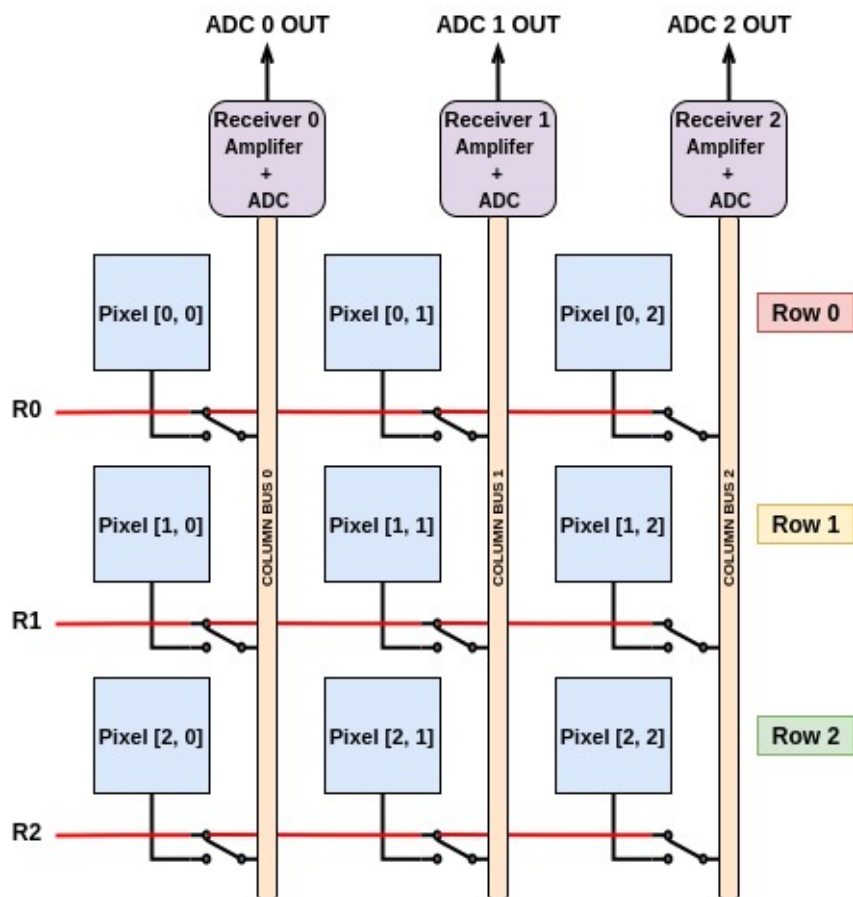 ADC 0 OUT
ADC 1 OUT
ADC 2 OUT
Receiver 0
Amplifer
+
ADC
Receiver 1
Amplifer
+
ADC
Receiver 2
Amplifer
+
ADC
Pixel [0, 0]
Pixel [0, 1]
Pixel [0, 2]
Row 0
R0
COLUMN BUS 0
COLUMN BUS 1
COLUMN BUS 2
Pixel [1, 0]
Pixel [1, 1]
Pixel [1, 2]
Row 1
R1
Pixel [2, 0]
Pixel [2, 1]
Pixel [2, 2]
Row 2
R2